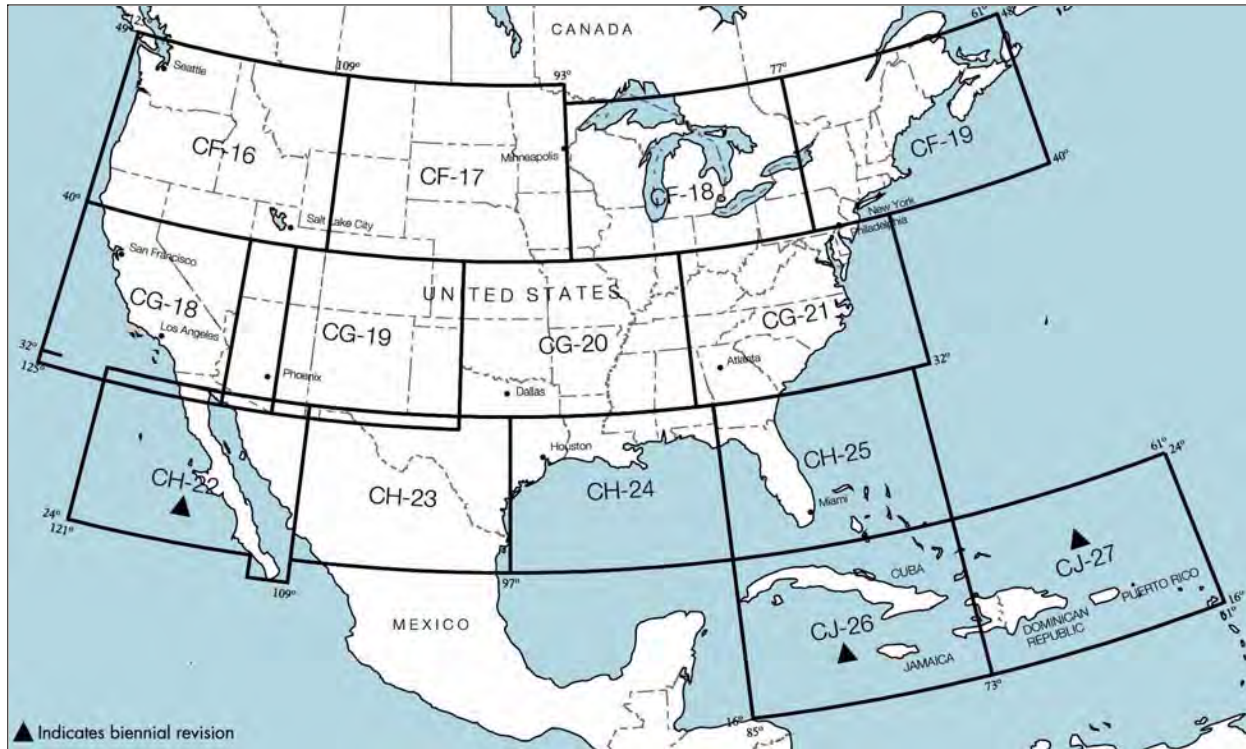 CANADA
49°
125°
109°
93°
77°
61°
48°
Seattle
CF-16
CF-17
Minneapolis
CF-18
CF-19
40°
40°
Salt Lake City
New York
Philadelphia
San Francisco
UNITED STATES
CG-18
CG-19
CG-20
CG-21
Los Angeles
Atlanta
32°
125°
32°
Phoenix
Dallas
Houston
CH-22
CH-23
CH-24
CH-25
Miami
61°
24°
24°
121°
109°
97°
CUBA
CJ-27
PUERTO RICO
16°
61°
MEXICO
CJ-26
DOMINICAN
REPUBLIC
JAMAICA
73°
16°
85°
Indicates biennial revision